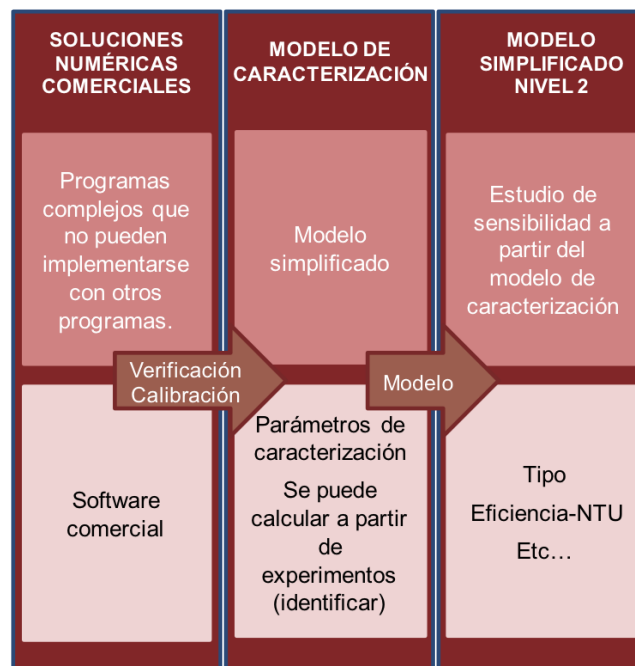 SOLUCIONES
NUMÉRICAS
COMERCIALES
Programas
complejos que
no pueden
implementarse
con otros
programas.
Verificación
Calibración
Software
comercial
MODELO DE
CARACTERIZACIÓN
Modelo
simplificado
Modelo
Parámetros de
caracterización
Se puede
calcular a partir
de
experimentos
(identificar)
MODELO
SIMPLIFICADO
NIVEL 2
Estudio de
sensibilidad a
partir del
modelo de
caracterización
Tipo
Eficiencia-NTU
Etc…